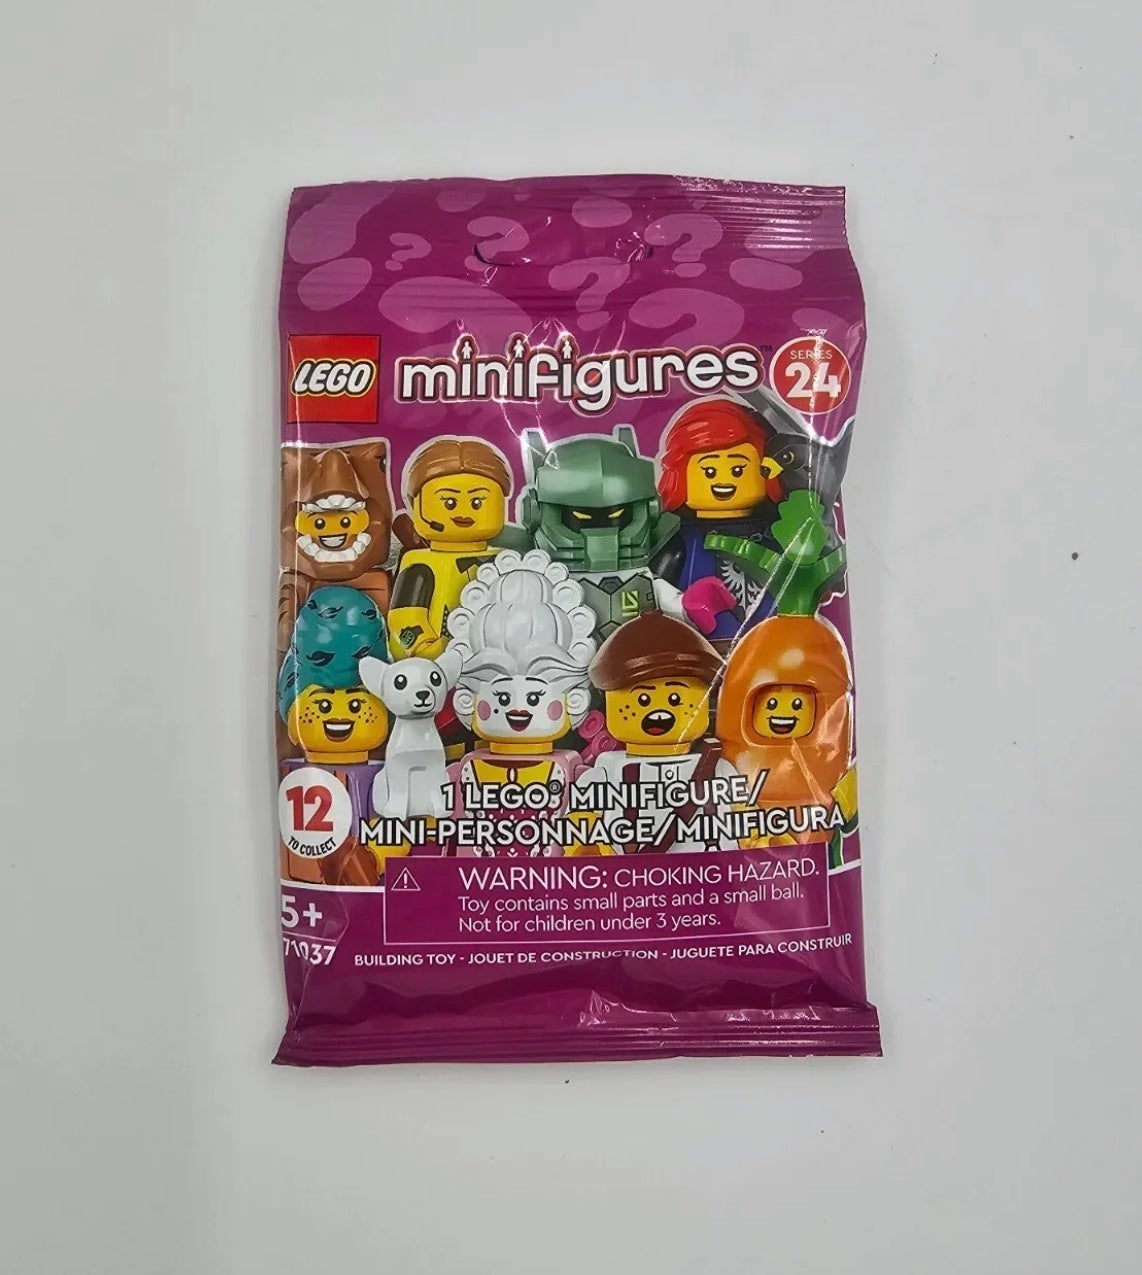 LEGO
minifigures™
SERIES
24
12
TO COLLECT
1 LEGO® MINIFIGURE/
MINI-PERSONNAGE/MINIFIGURA
WARNING: CHOKING HAZARD.
Toy contains small parts and a small ball.
Not for children under 3 years.
5+
71037
BUILDING TOY - JOUET DE CONSTRUCTION - JUGUETE PARA CONSTRUIR